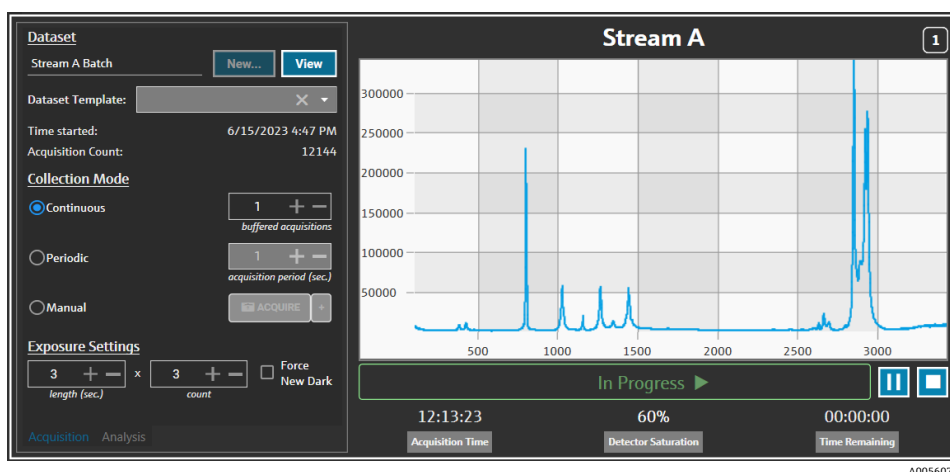 Dataset
Stream A Batch New... View
Dataset Template:
Time started: 6/15/2023 4:47 PM
Acquisition Count: 12144
Collection Mode
Continuous 1 + −
buffered acquisitions
Periodic 1 + −
acquisition period (sec.)
Manual ACQUIRE +
Exposure Settings
3 + − x 3 + − Force New Dark
length (sec.) count
Acquisition Analysis
Stream A 1
300000
250000
200000
150000
100000
50000
500 1000 1500 2000 2500 3000
In Progress
12:13:23 60% 00:00:00
Acquisition Time Detector Saturation Time Remaining